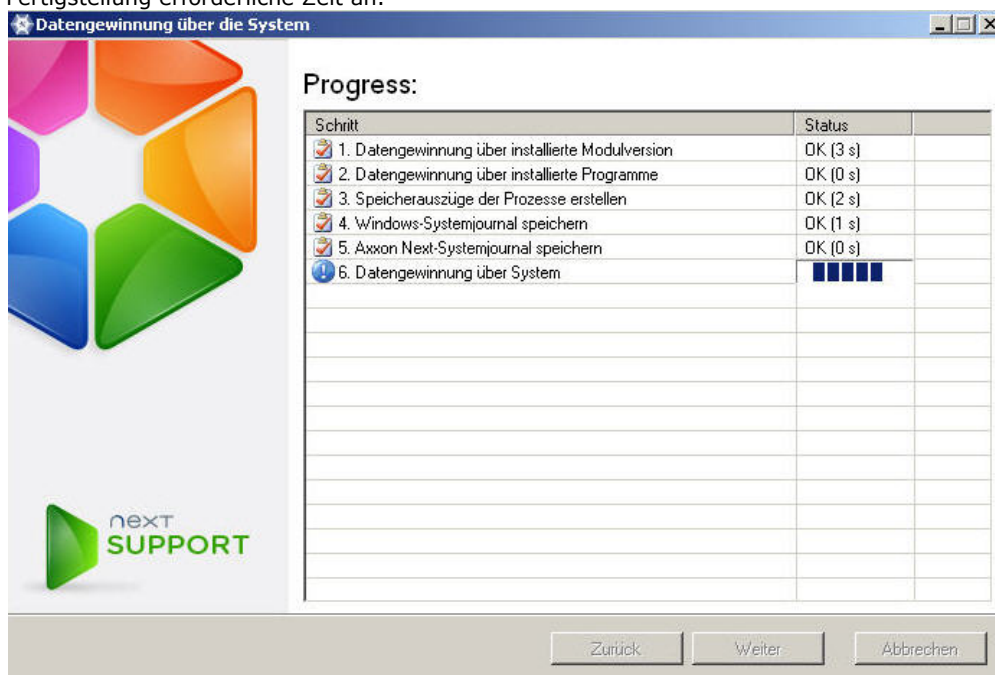 Fertigstellung erforderliche Zeit an.
Datengewinnung über die System
Progress:
Schritt Status
1. Datengewinnung über installierte Modulversion OK (3 s)
2. Datengewinnung über installierte Programme OK (0 s)
3. Speicherauszüge der Prozesse erstellen OK (2 s)
4. Windows-Systemjournal speichern OK (1 s)
5. Axxon Next-Systemjournal speichern OK (0 s)
6. Datengewinnung über System
next
SUPPORT
Zurück Weiter Abbrechen